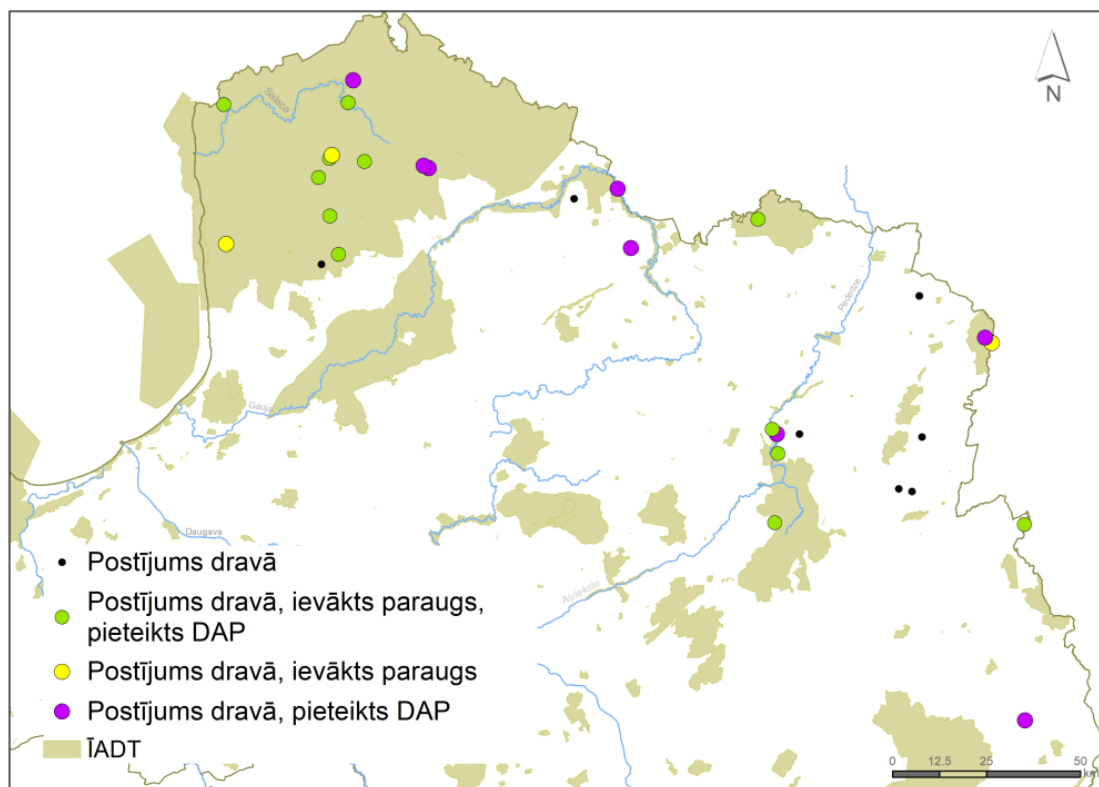 N
Salaca
Pededze
Gauja
Daugava
Aiviekste
Postījums dravā
Postījums dravā, ievākts paraugs,
pieteikts DAP
Postījums dravā, ievākts paraugs
Postījums dravā, pieteikts DAP
ĪADT
0 12.5 25 50
km